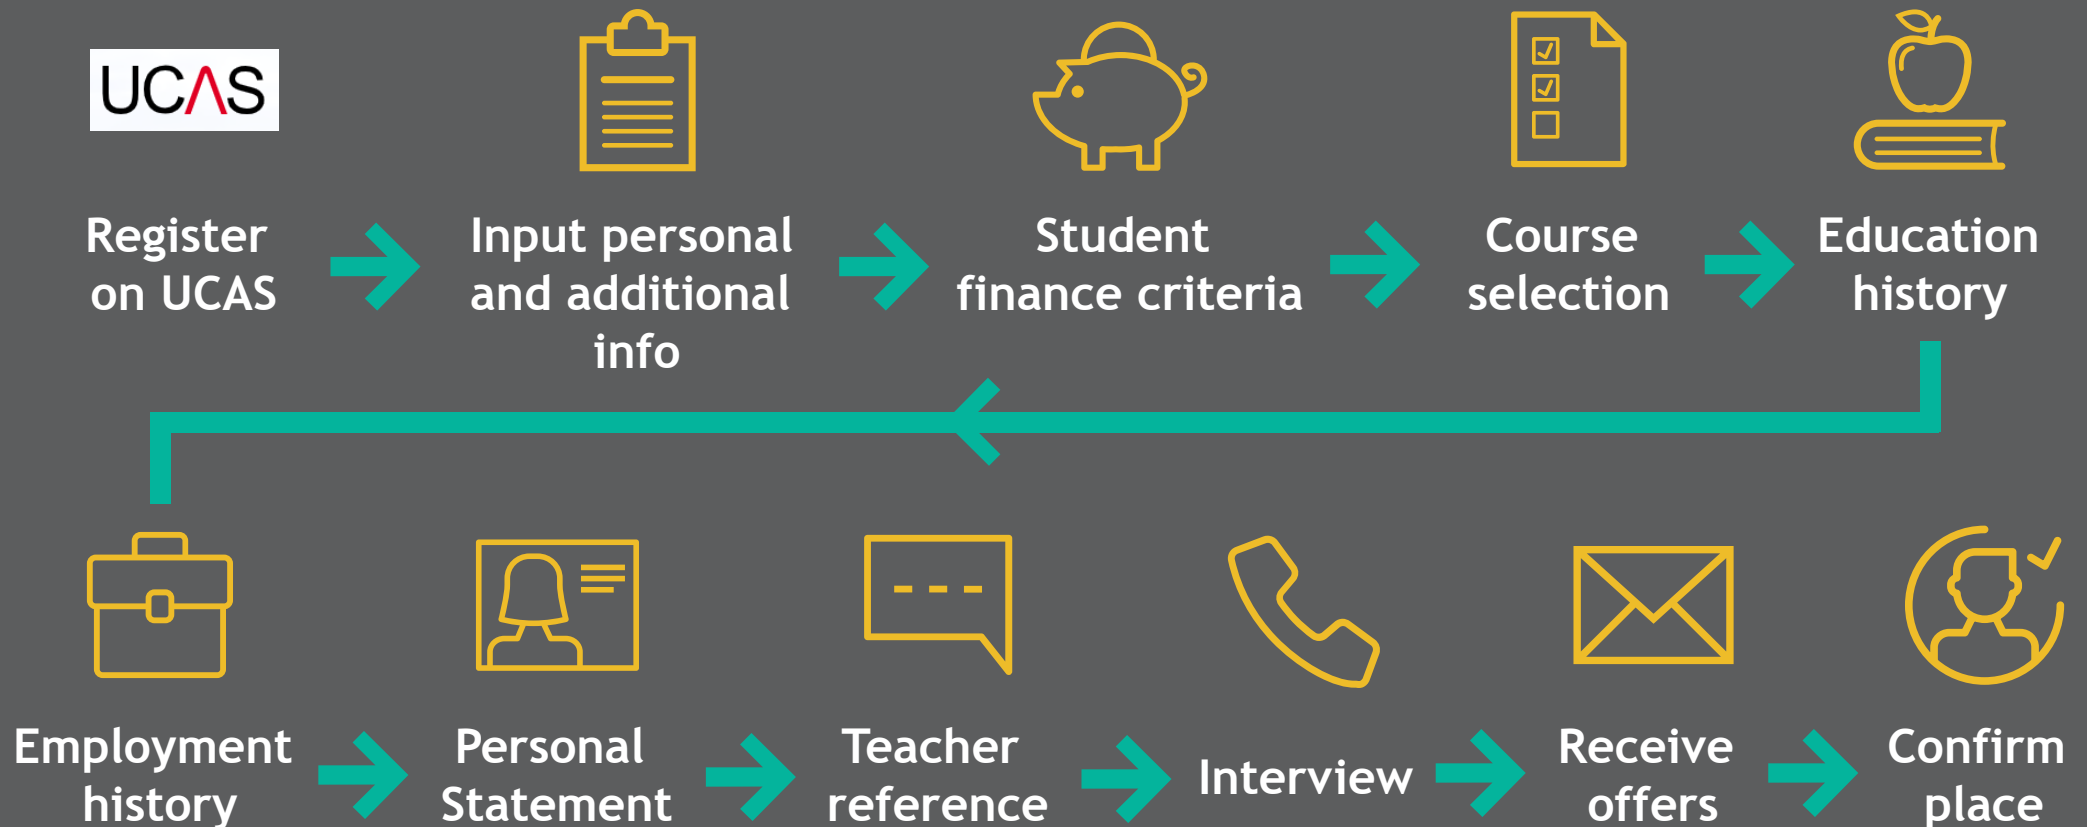 UCAS
Register
on UCAS
Input personal
and additional
info
Student
finance criteria
Course
selection
Education
history
Employment
history
Personal
Statement
Teacher
reference
Interview
Receive
offers
Confirm
place